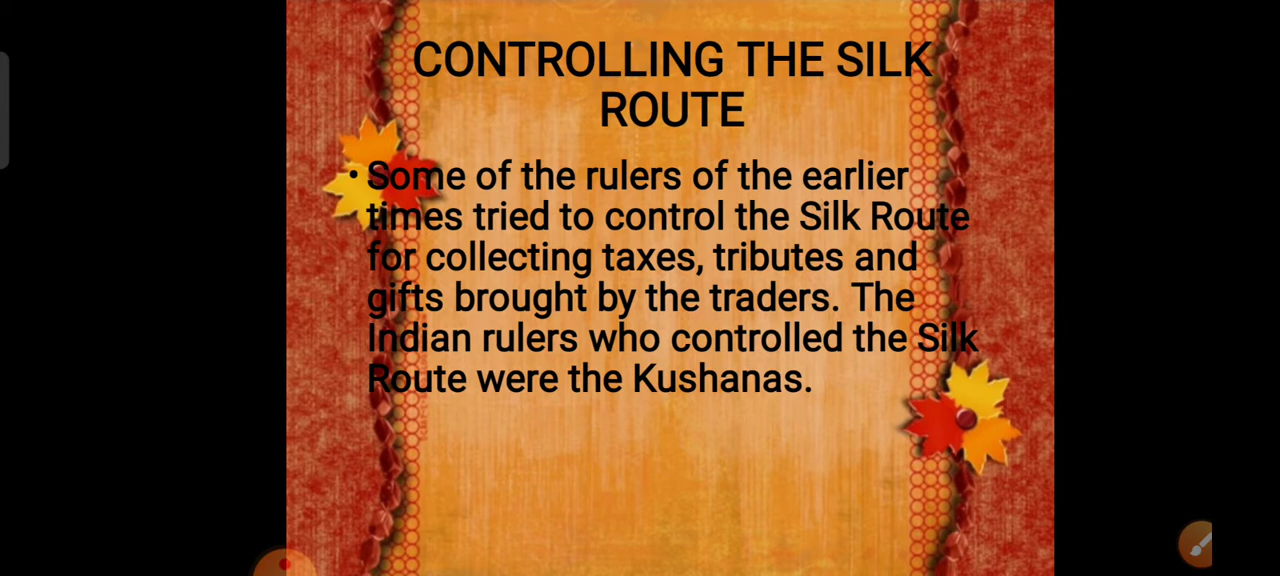 CONTROLLING THE SILK
ROUTE
• Some of the rulers of the earlier
times tried to control the Silk Route
for collecting taxes, tributes and
gifts brought by the traders. The
Indian rulers who controlled the Silk
Route were the Kushanas.